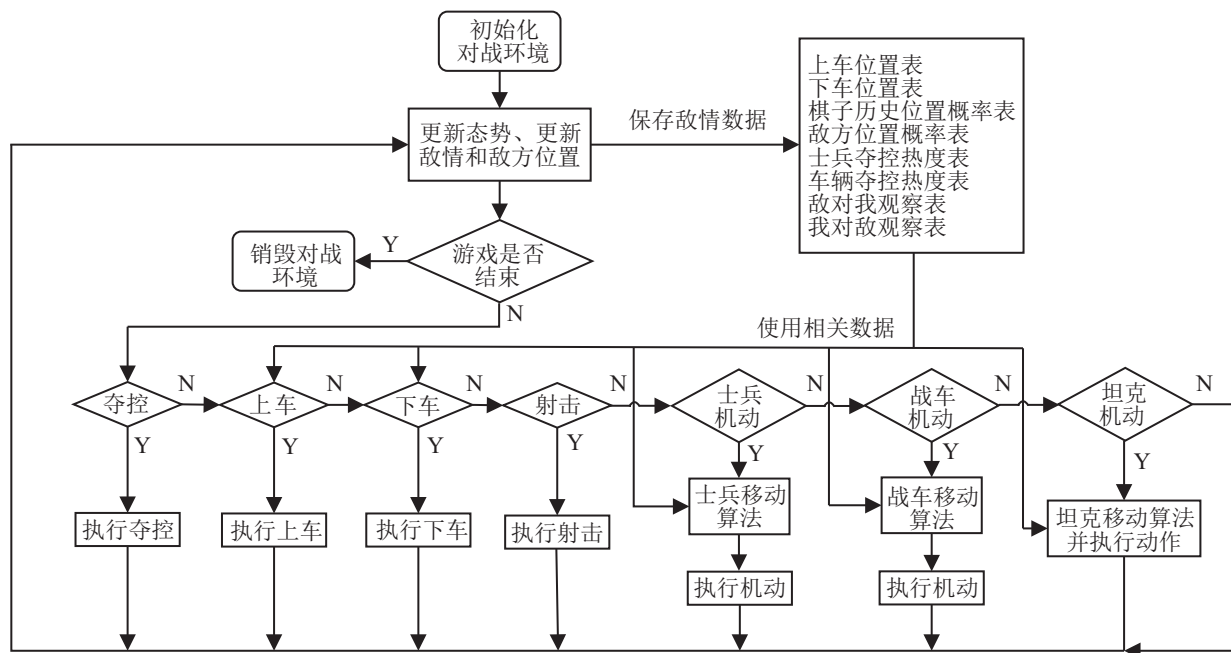 初始化
对战环境
更新态势、更新
敌情和敌方位置
保存敌情数据
上车位置表
下车位置表
棋子历史位置概率表
敌方位置概率表
士兵夺控热度表
车辆夺控热度表
敌对我观察表
我对敌观察表
销毁对战
环境
Y
游戏是否
结束
N
使用相关数据
夺控
N
上车
N
下车
N
射击
N
士兵
机动
N
战车
机动
N
坦克
机动
N
Y
Y
Y
Y
Y
Y
Y
执行夺控
执行上车
执行下车
执行射击
士兵移动
算法
战车移动
算法
坦克移动算法
并执行动作
执行机动
执行机动